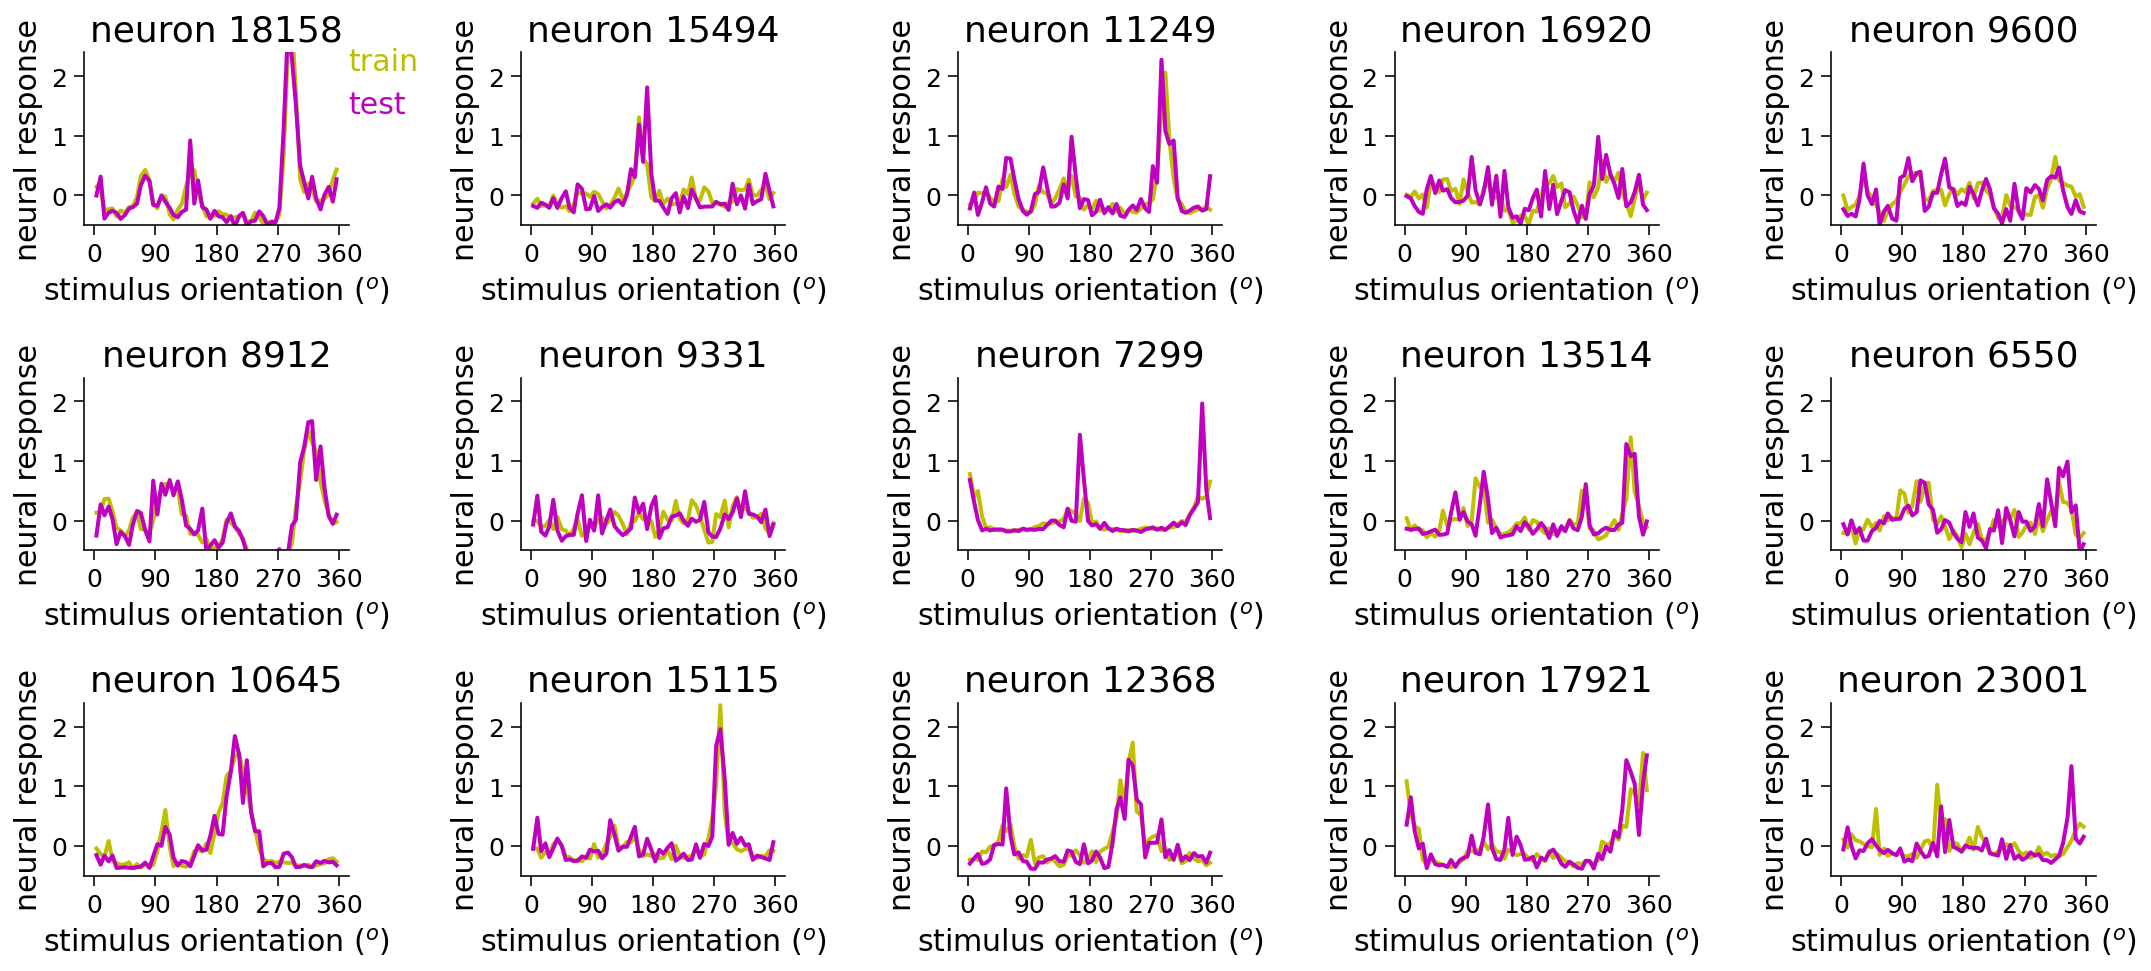 neuron 18158
train
test
neural response
2
1
0
0 90 180 270 360
stimulus orientation (o)
neuron 15494
neural response
2
1
0
0 90 180 270 360
stimulus orientation (o)
neuron 11249
neural response
2
1
0
0 90 180 270 360
stimulus orientation (o)
neuron 16920
neural response
2
1
0
0 90 180 270 360
stimulus orientation (o)
neuron 9600
neural response
2
1
0
0 90 180 270 360
stimulus orientation (o)
neuron 8912
neural response
2
1
0
0 90 180 270 360
stimulus orientation (o)
neuron 9331
neural response
2
1
0
0 90 180 270 360
stimulus orientation (o)
neuron 7299
neural response
2
1
0
0 90 180 270 360
stimulus orientation (o)
neuron 13514
neural response
2
1
0
0 90 180 270 360
stimulus orientation (o)
neuron 6550
neural response
2
1
0
0 90 180 270 360
stimulus orientation (o)
neuron 10645
neural response
2
1
0
0 90 180 270 360
stimulus orientation (o)
neuron 15115
neural response
2
1
0
0 90 180 270 360
stimulus orientation (o)
neuron 12368
neural response
2
1
0
0 90 180 270 360
stimulus orientation (o)
neuron 17921
neural response
2
1
0
0 90 180 270 360
stimulus orientation (o)
neuron 23001
neural response
2
1
0
0 90 180 270 360
stimulus orientation (o)